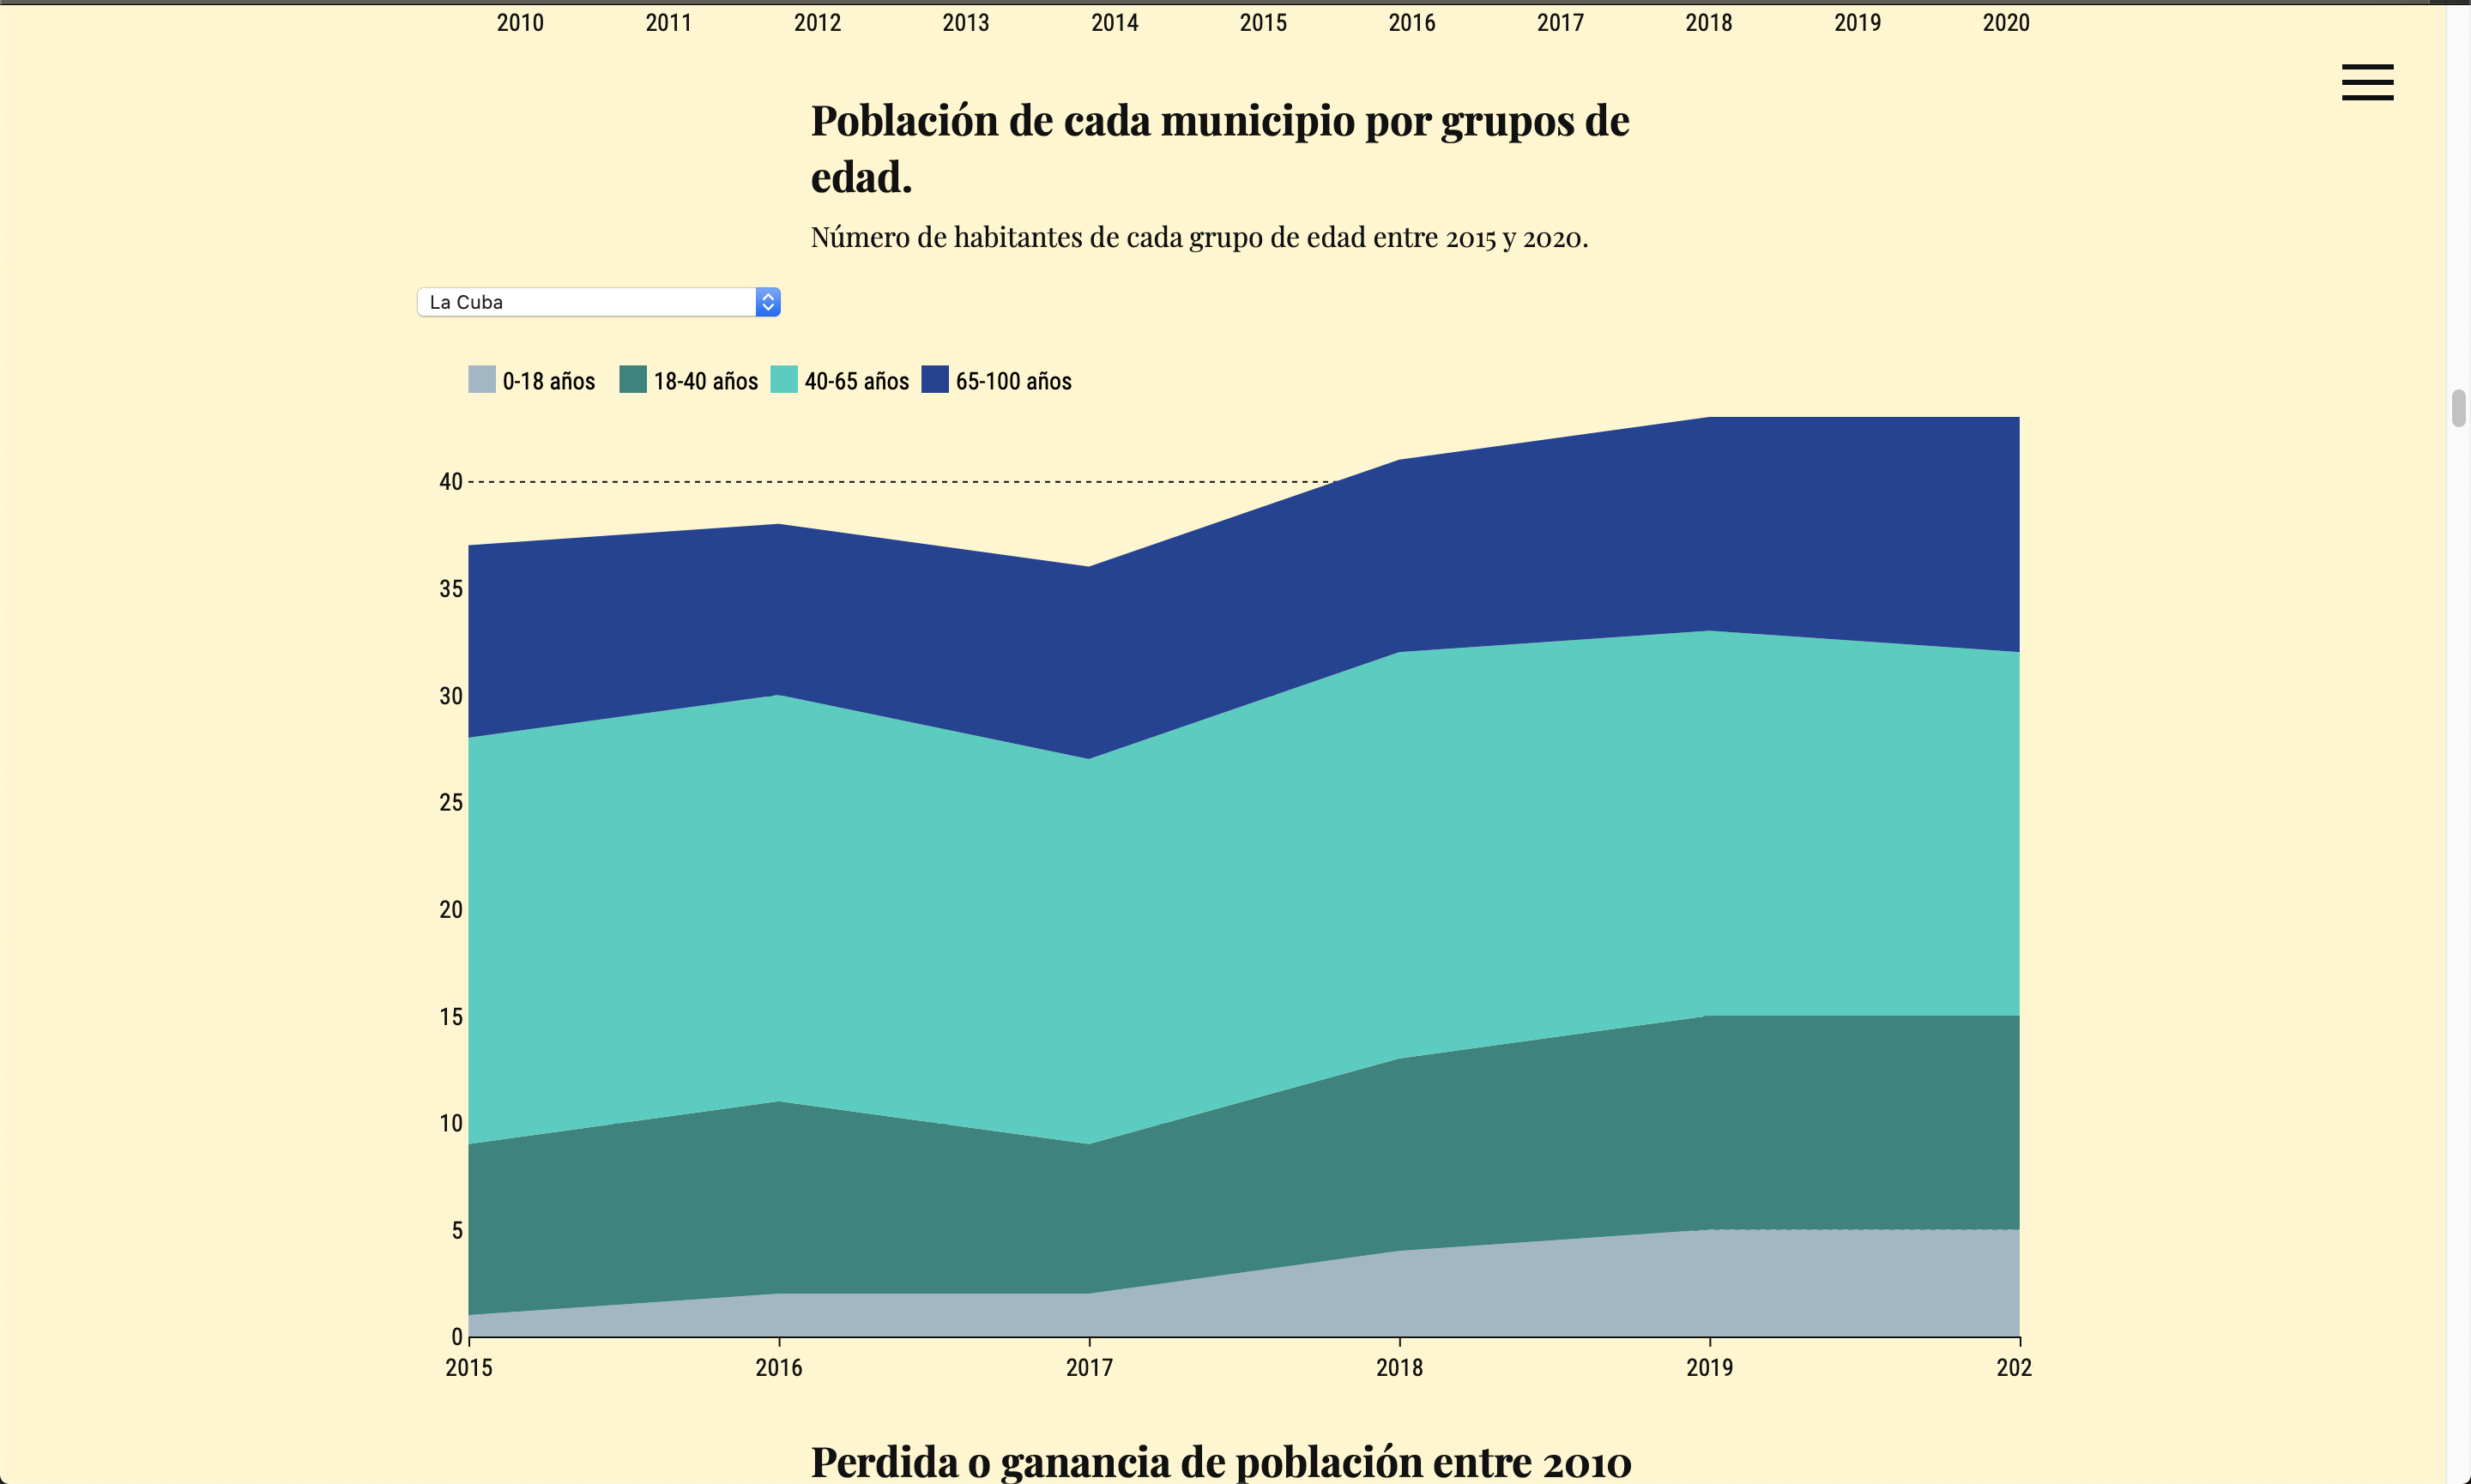 2010 2011 2012 2013 2014 2015 2016 2017 2018 2019 2020
Población de cada municipio por grupos de
edad.
Número de habitantes de cada grupo de edad entre 2015 y 2020.
La Cuba
0-18 años 18-40 años 40-65 años 65-100 años
40
35
30
25
20
15
10
5
0
2015 2016 2017 2018 2019 202
Perdida o ganancia de población entre 2010